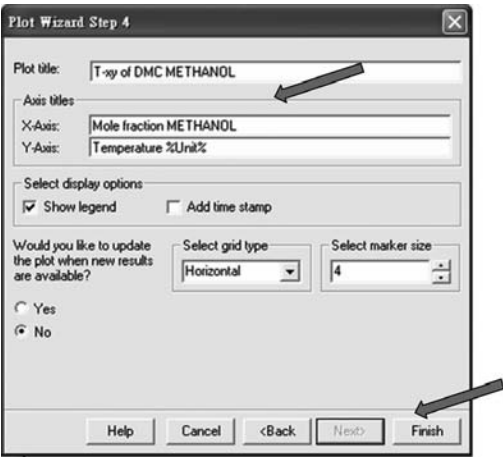 Plot Wizard Step 4
Plot title: T-xy of DMC METHANOL
Axis titles
X-Axis: Mole fraction METHANOL
Y-Axis: Temperature %Unit%
Select display options
Show legend Add time stamp
Would you like to update
the plot when new results
are available?
Yes
No
Select grid type
Horizontal
Select marker size
4
Help Cancel <Back Next> Finish